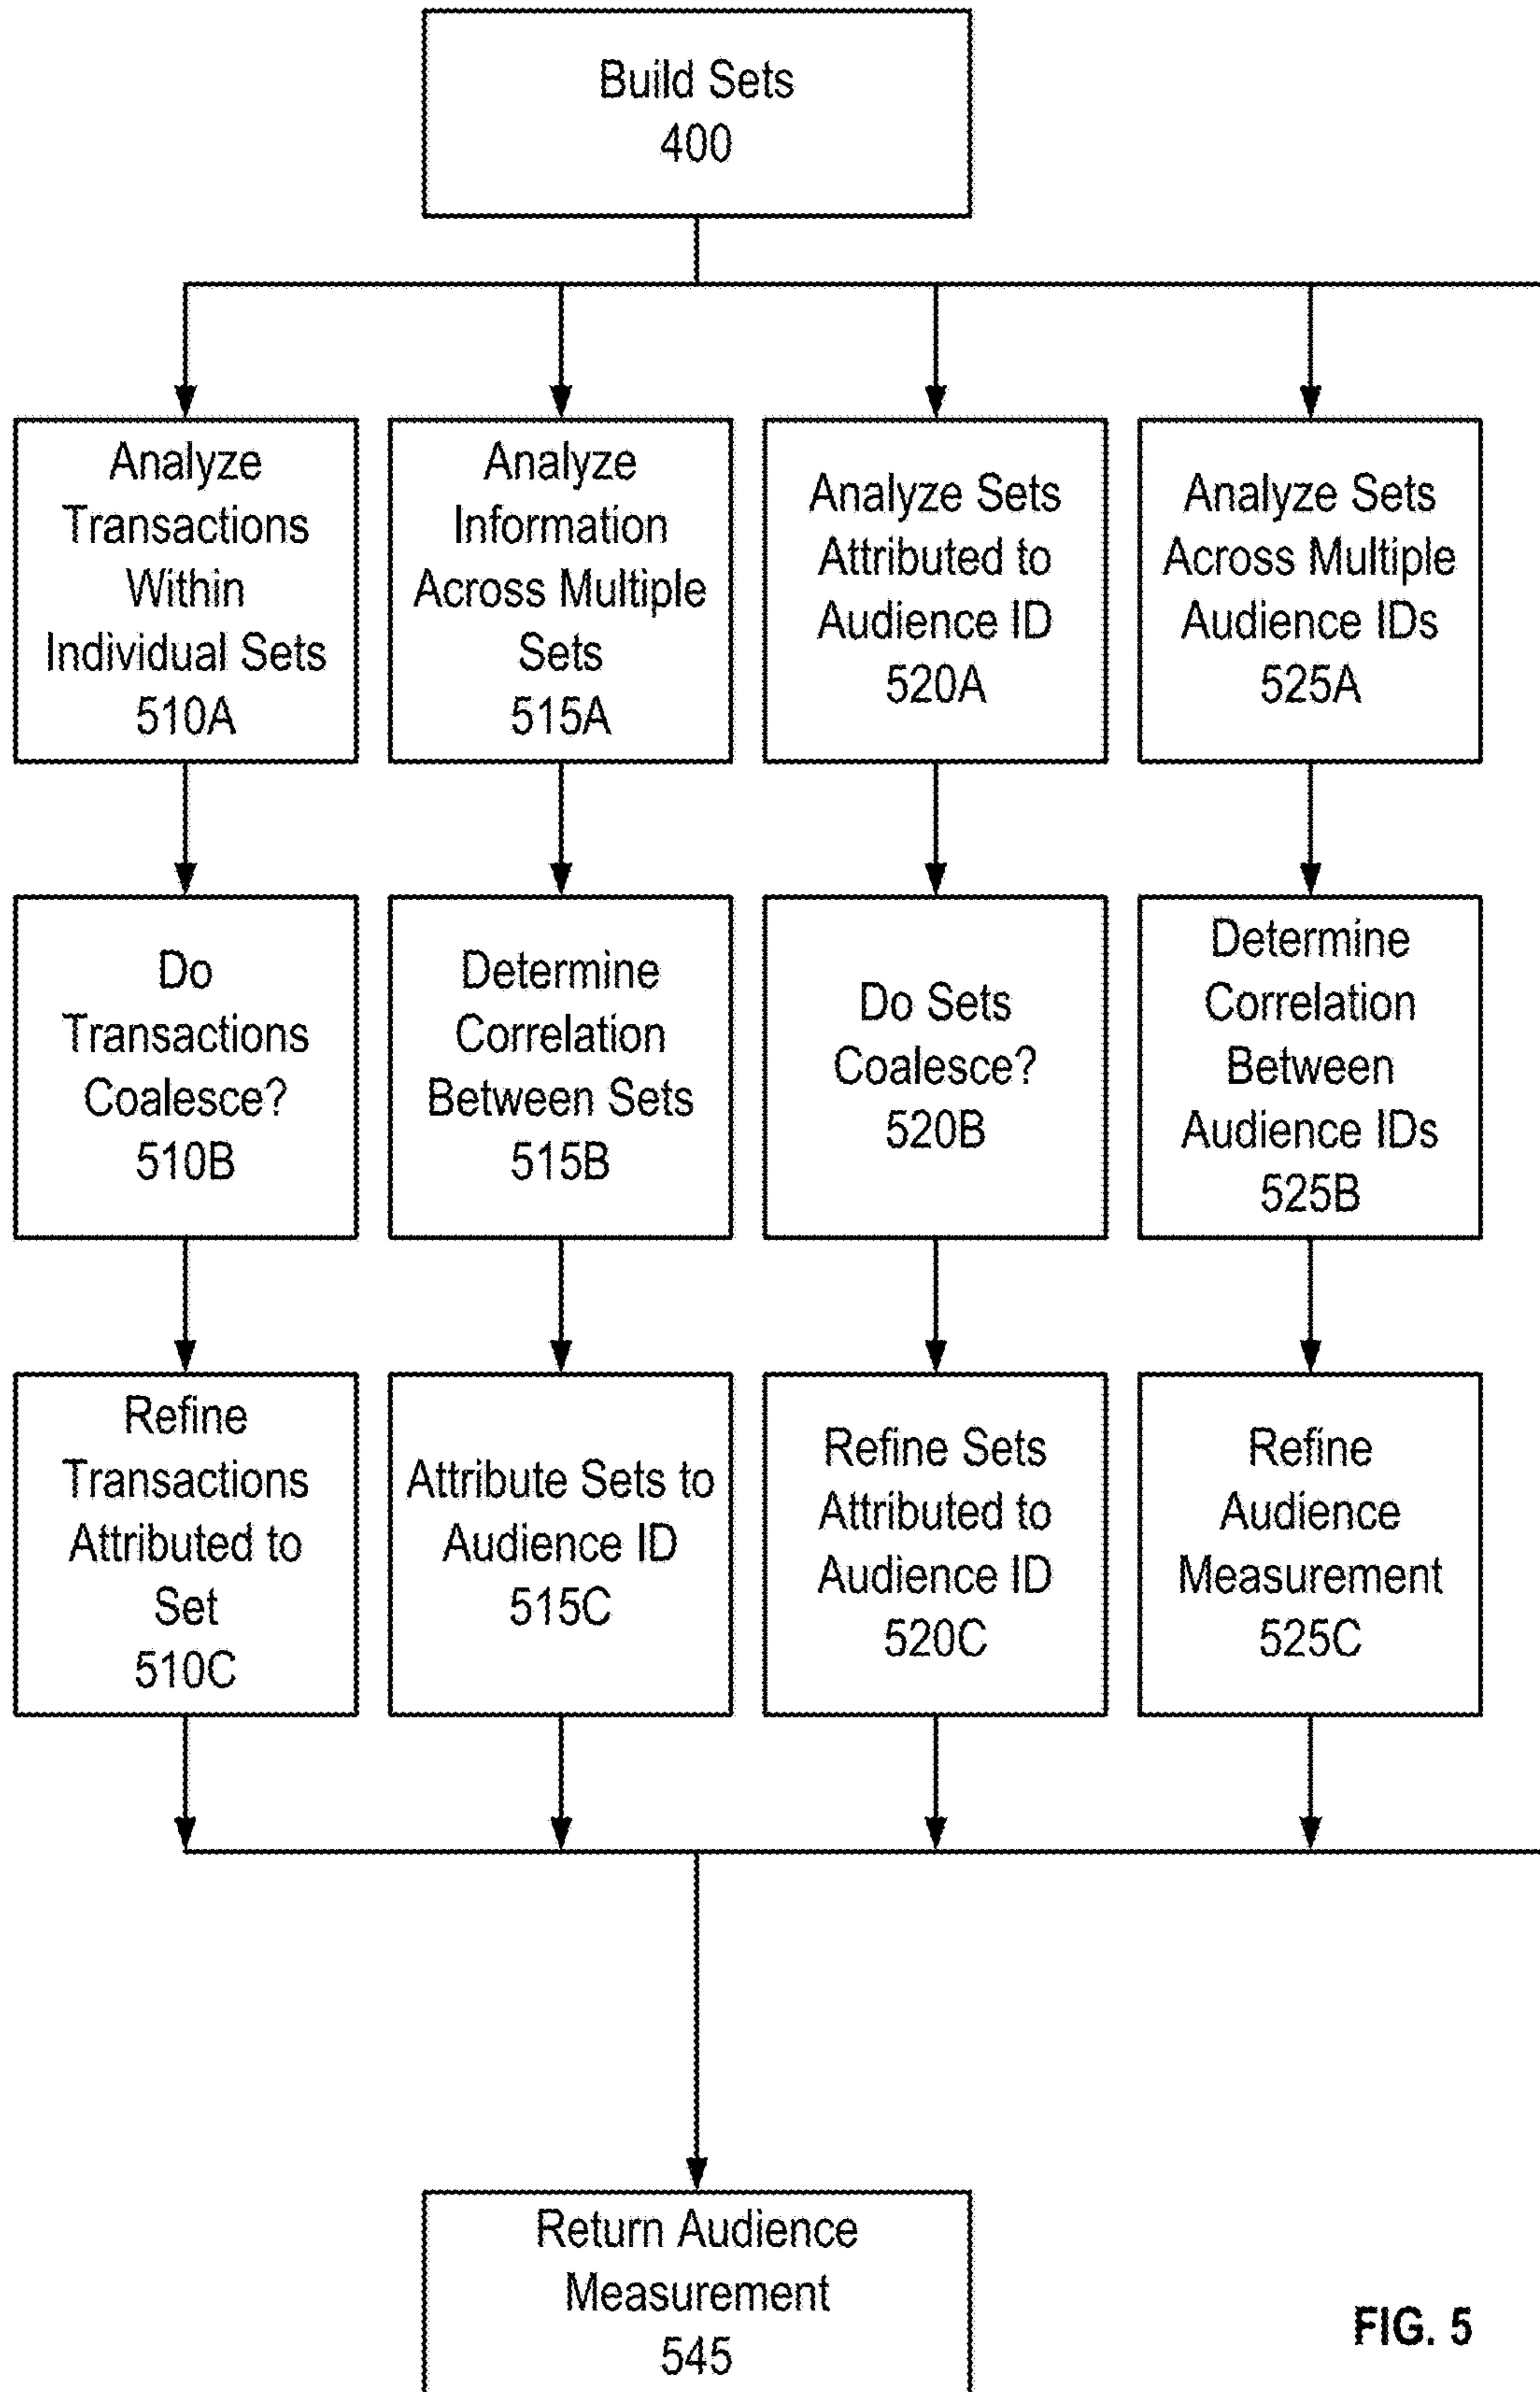 Build Sets
400
Analyze
Transactions
Within
Individual Sets
510A
Analyze
Information
Across Multiple
Sets
515A
Analyze Sets
Attributed to
Audience ID
520A
Analyze Sets
Across Multiple
Audience IDs
525A
Do
Transactions
Coalesce?
510B
Determine
Correlation
Between Sets
515B
Do Sets
Coalesce?
520B
Determine
Correlation
Between
Audience IDs
525B
Refine
Transactions
Attributed to
Set
510C
Attribute Sets to
Audience ID
515C
Refine Sets
Attributed to
Audience ID
520C
Refine
Audience
Measurement
525C
Return Audience
Measurement
545
FIG. 5